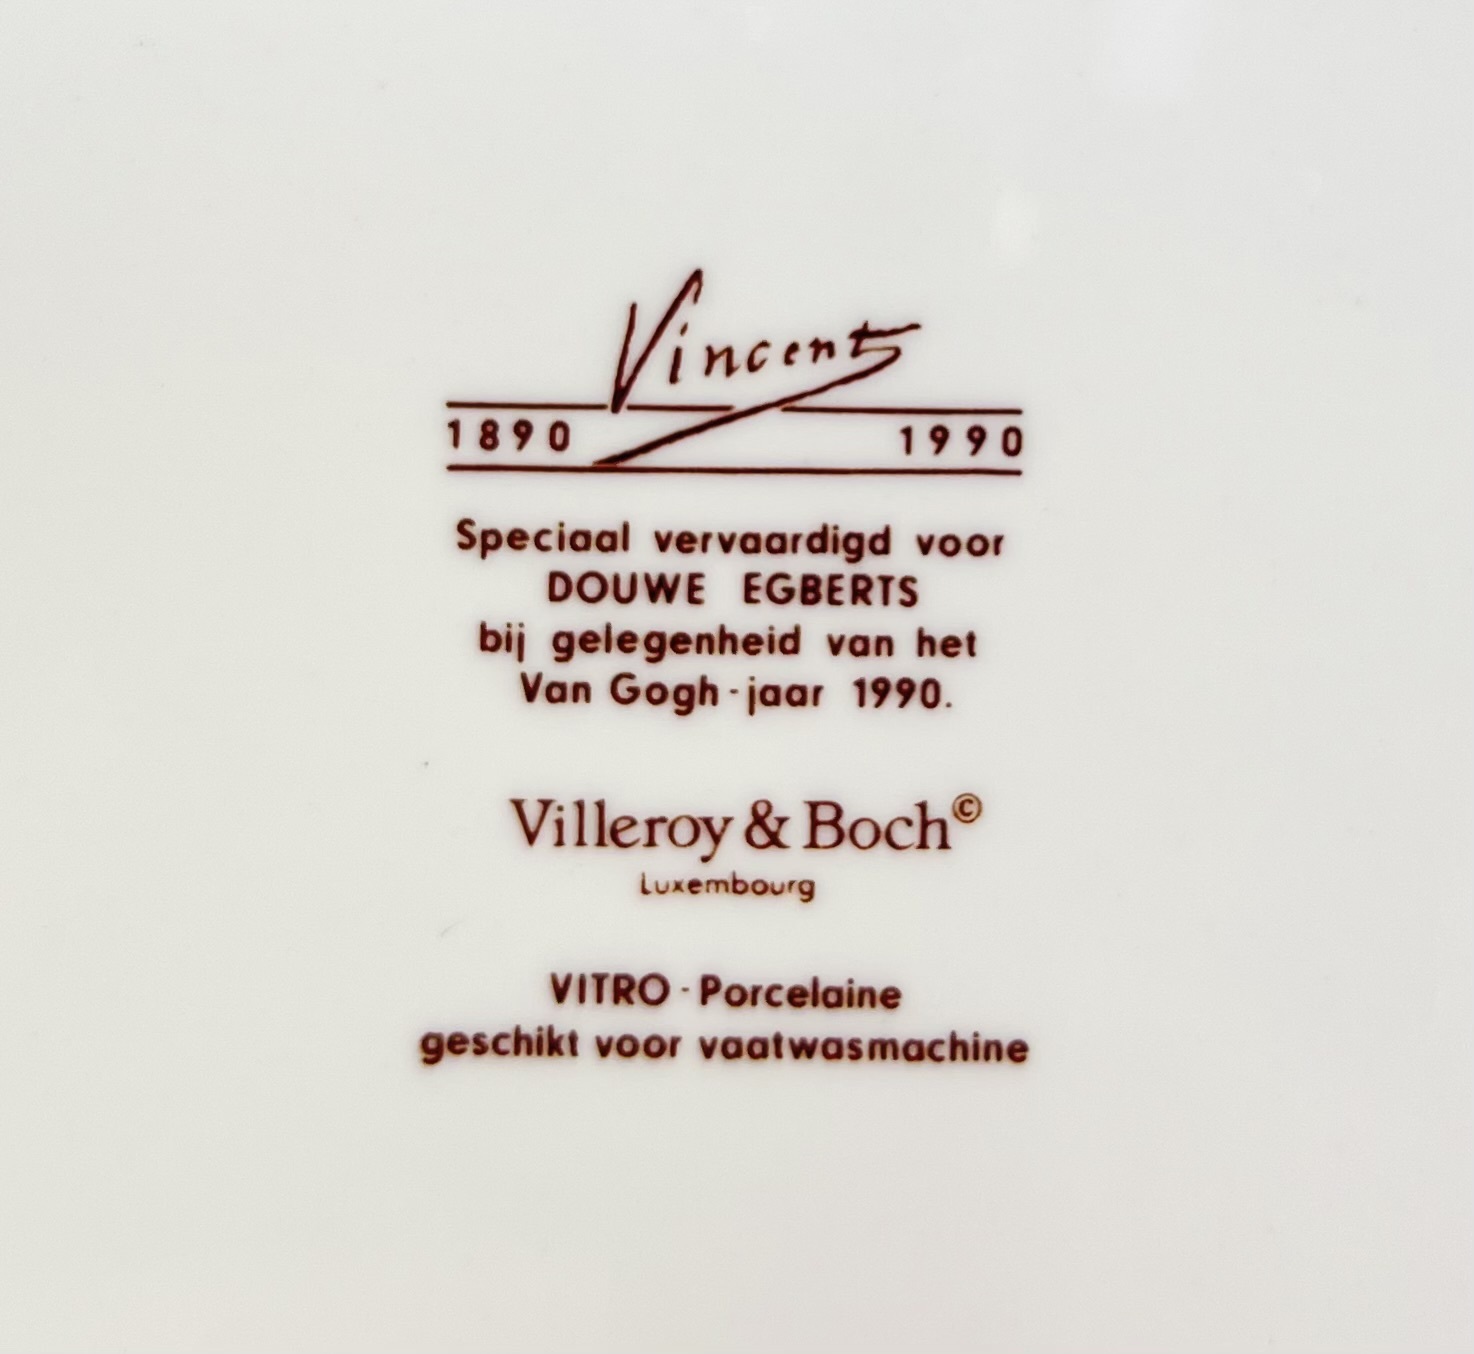 Vincent
1890 1990
Speciaal vervaardigd voor
DOUWE EGBERTS
bij gelegenheid van het
Van Gogh-jaar 1990.
Villeroy & Boch©
Luxembourg
VITRO-Porcelaine
geschikt voor vaatwasmachine